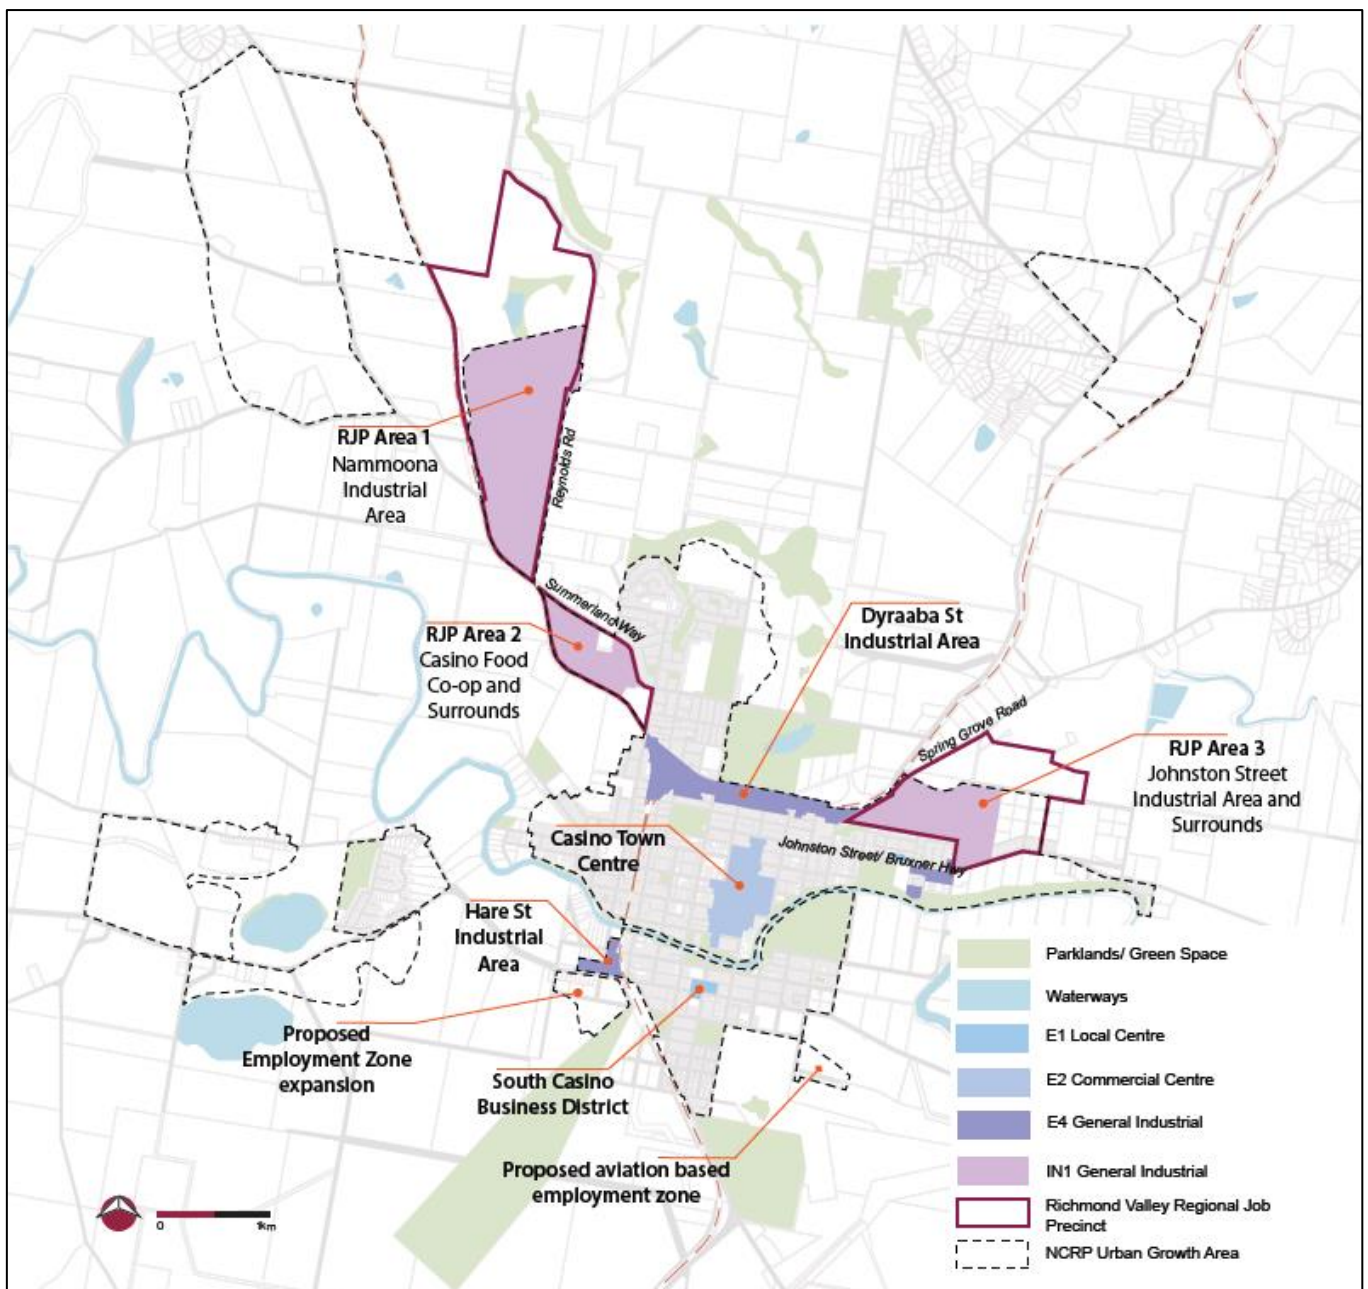 RJP Area 1
Nammoona
Industrial
Area
Reynolds Rd
Summerland Way
RJP Area 2
Casino Food
Co-op and
Surrounds
Dyraaba St
Industrial Area
Spring Grove Road
RJP Area 3
Johnston Street
Industrial Area and
Surrounds
Casino Town
Centre
Johnston Street/ Bruxner Hwy
Hare St
Industrial
Area
Proposed
Employment Zone
expansion
South Casino
Business District
Proposed aviation based
employment zone
0
1km
Parklands/ Green Space
Waterways
E1 Local Centre
E2 Commercial Centre
E4 General Industrial
IN1 General Industrial
Richmond Valley Regional Job
Precinct
NCRP Urban Growth Area